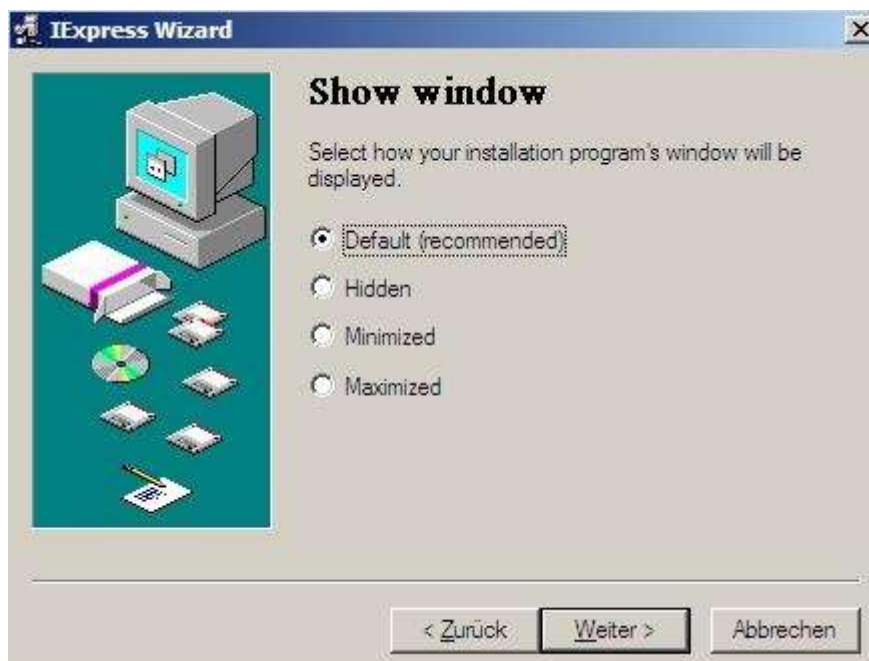 IExpress Wizard
Show window
Select how your installation program's window will be
displayed.
Default (recommended)
Hidden
Minimized
Maximized
< Zurück
Weiter >
Abbrechen